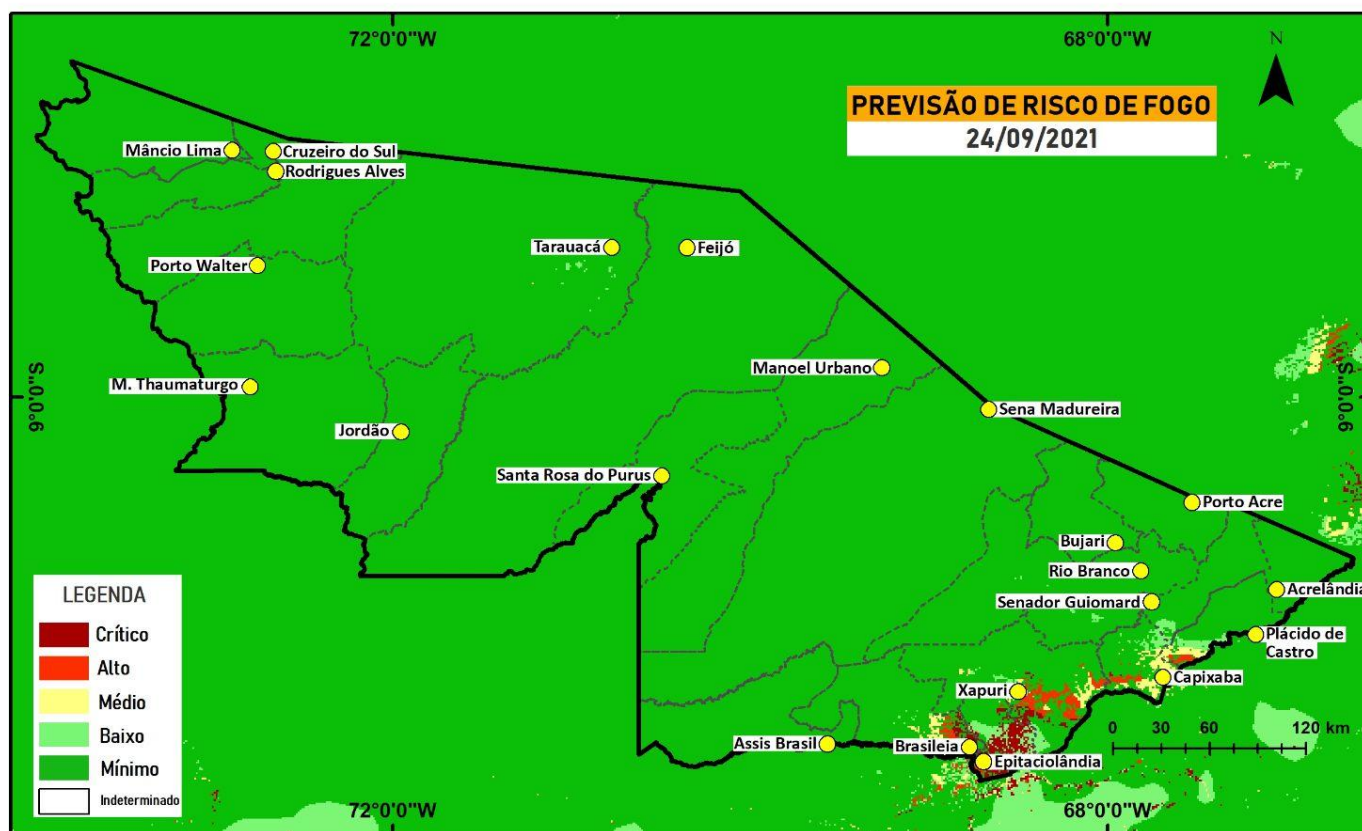 72°0'0"W
68°0'0"W
N
PREVISÃO DE RISCO DE FOGO
24/09/2021
Mâncio Lima
Cruzeiro do Sul
Rodrigues Alves
Tarauacá
Feijó
Porto Walter
Manoel Urbano
M. Thaumaturgo
9°0'0"S
9°0'0"S
Sena Madureira
Jordão
Santa Rosa do Purus
Porto Acre
Bujari
Rio Branco
Senador Guiomard
Acrelândia
Plácido de
Castro
Capixaba
Xapuri
Assis Brasil
Brasileia
Epitaciolândia
0 30 60 120 km
LEGENDA
Crítico
Alto
Médio
Baixo
Mínimo
Indeterminado
72°0'0"W
68°0'0"W